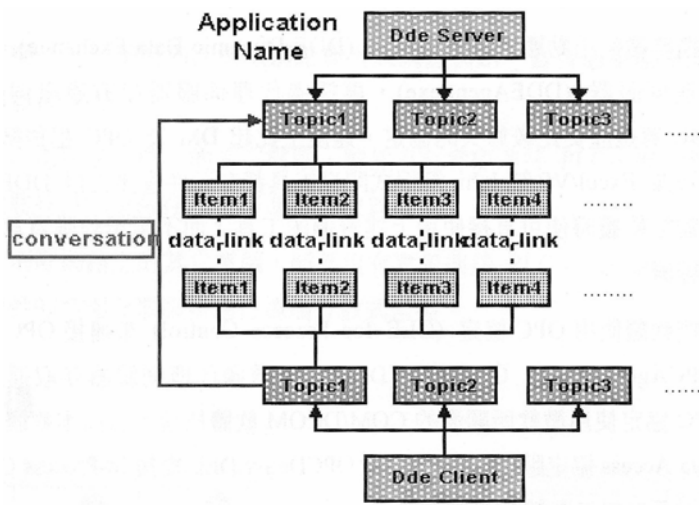 Application
Name
Dde Server
Topic1 Topic2 Topic3 ........
Item1 Item2 Item3 Item4
conversation
data-link data-link data-link data-link
Item1 Item2 Item3 Item4 ........
Topic1 Topic2 Topic3 ........
Dde Client